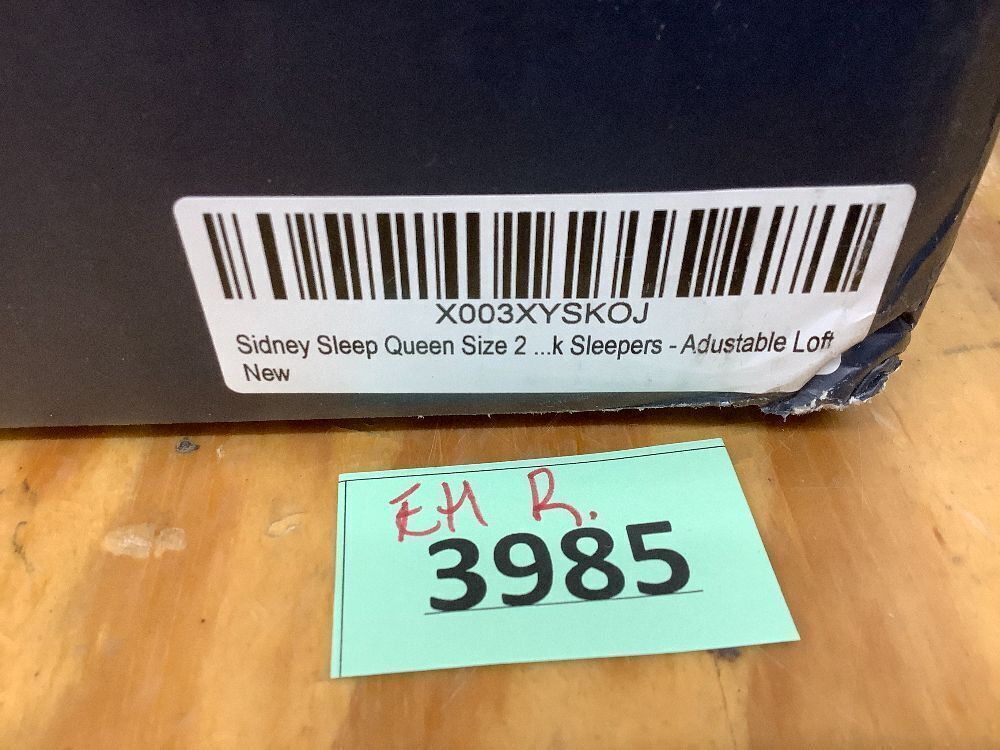 X003XYSKOJ
Sidney Sleep Queen Size 2 ...k Sleepers - Adustable Loft
New
EH R.
3985